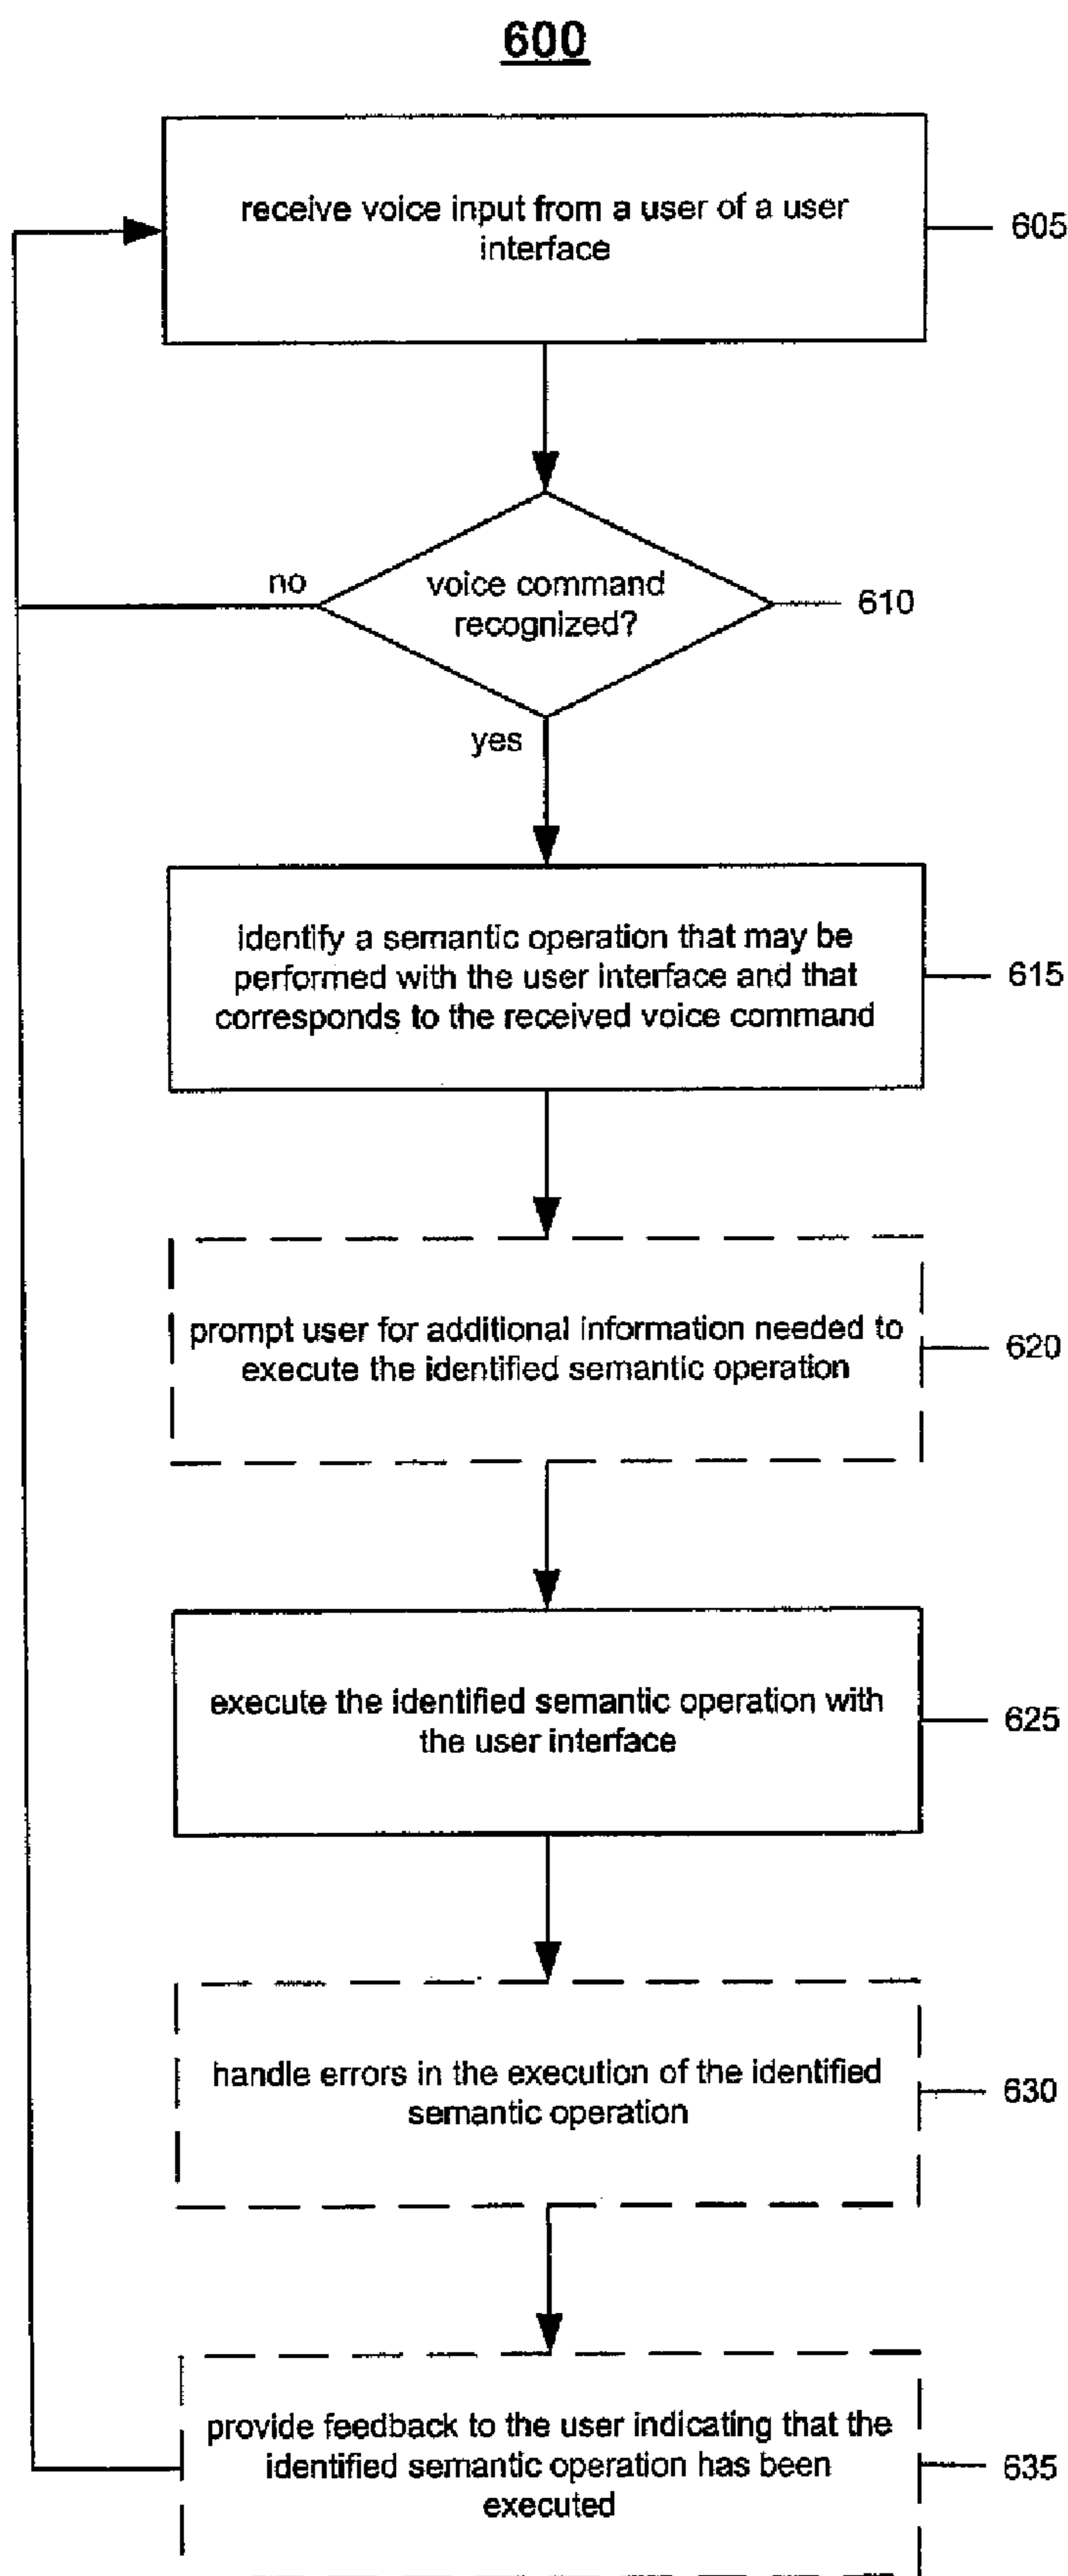 600
receive voice input from a user of a user
interface
605
no
voice command
recognized?
610
yes
identify a semantic operation that may be
performed with the user interface and that
corresponds to the received voice command
615
prompt user for additional information needed to
execute the identified semantic operation
620
execute the identified semantic operation with
the user interface
625
handle errors in the execution of the identified
semantic operation
630
provide feedback to the user indicating that the
identified semantic operation has been
executed
635